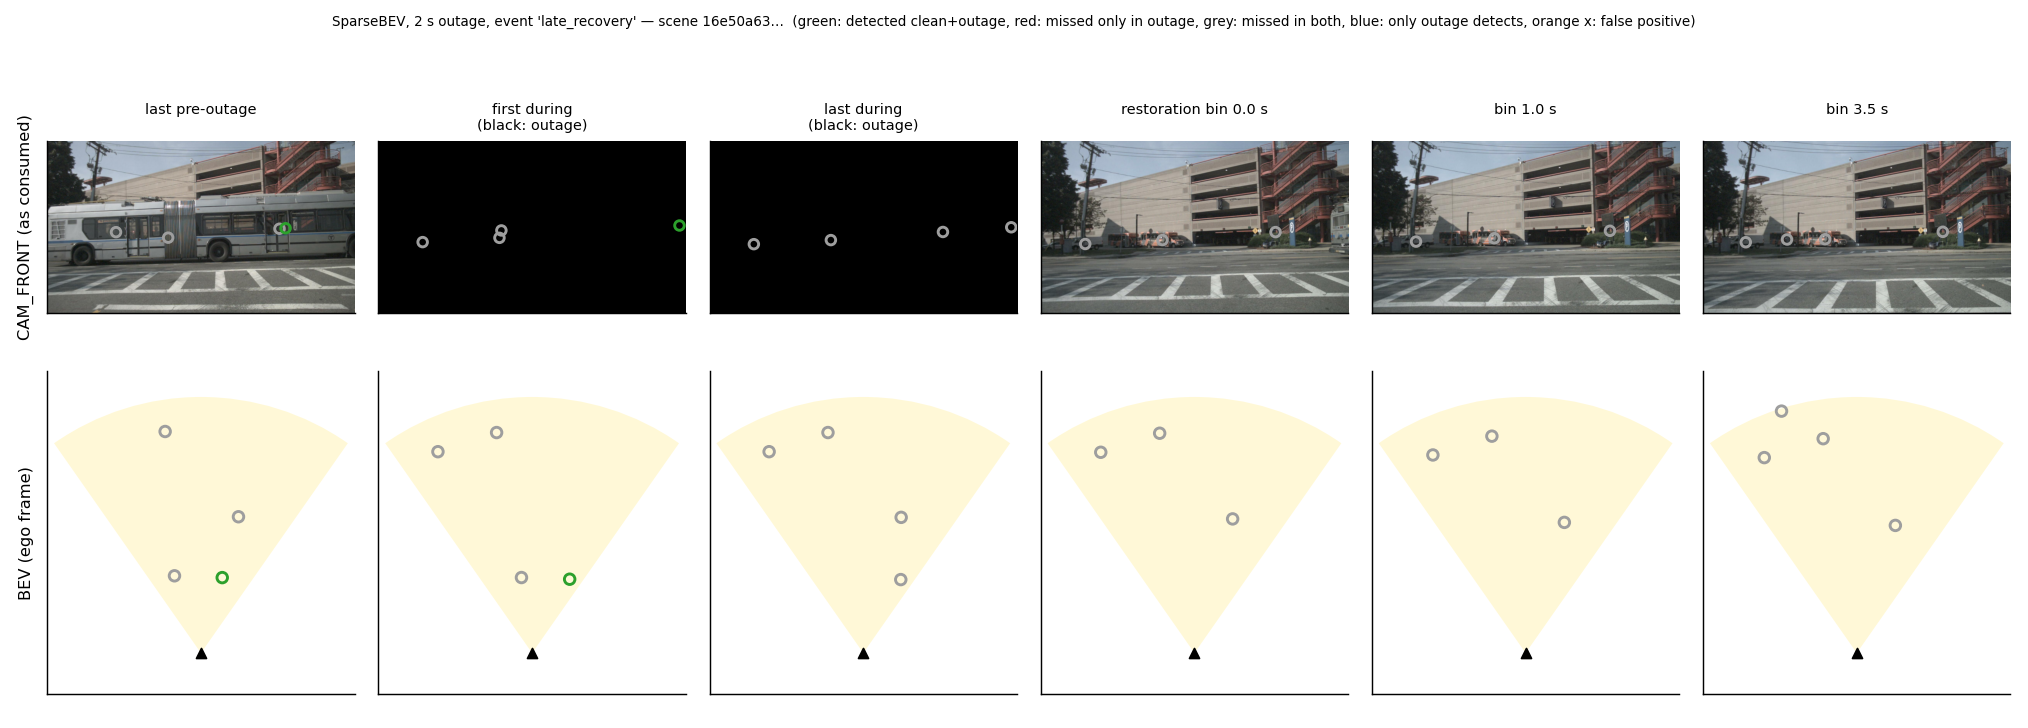 SparseBEV, 2 s outage, event 'late_recovery' — scene 16e50a63... (green: detected clean+outage, red: missed only in outage, grey: missed in both, blue: only outage detects, orange x: false positive)
last pre-outage
first during
(black: outage)
last during
(black: outage)
restoration bin 0.0 s
bin 1.0 s
bin 3.5 s
CAM_FRONT (as consumed)
BEV (ego frame)